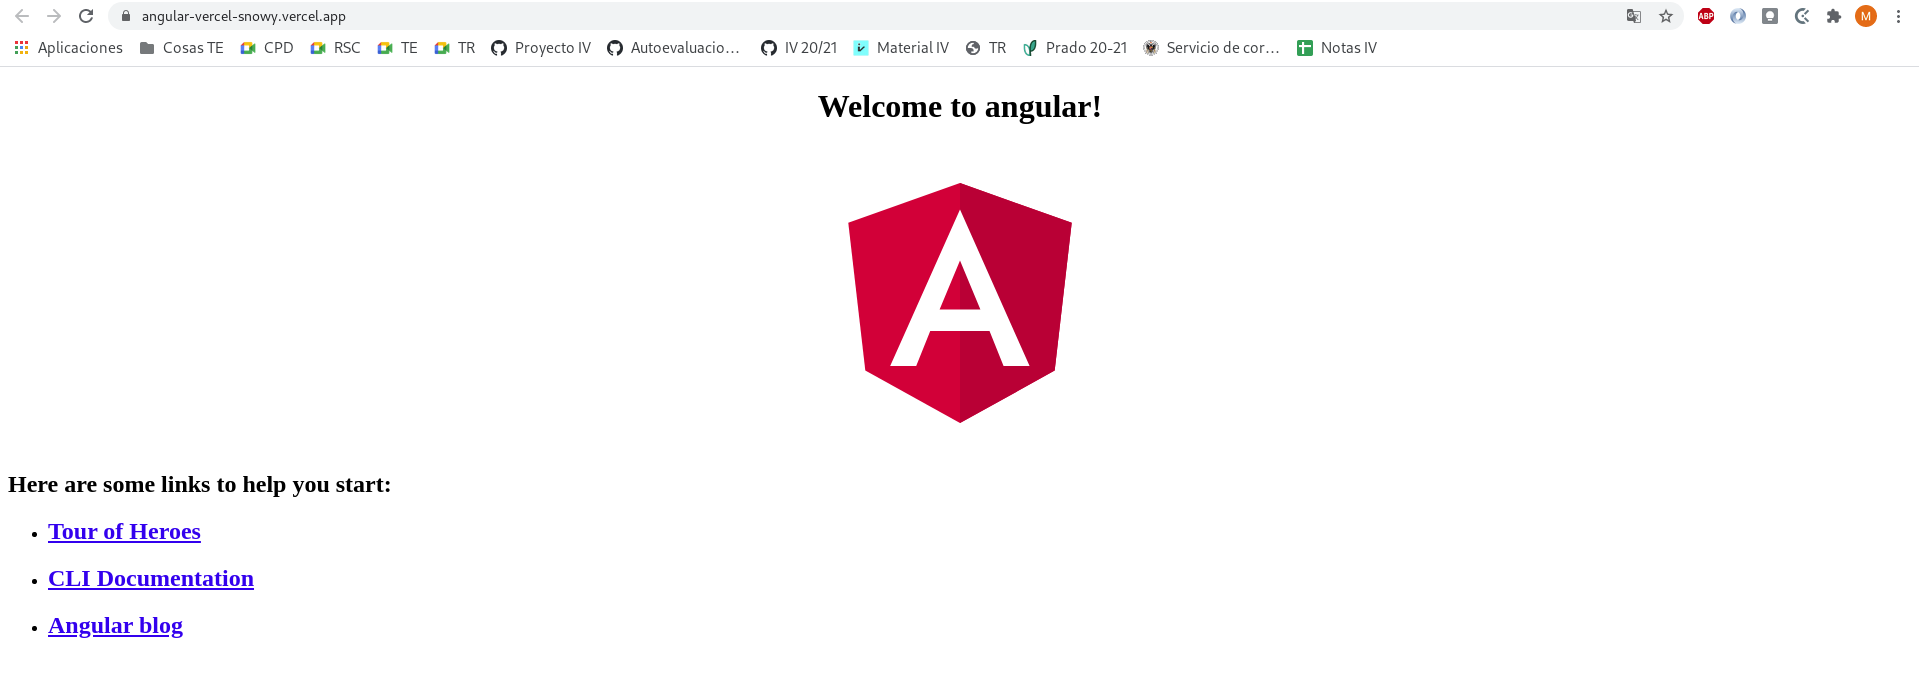 angular-vercel-snowy.vercel.app
Aplicaciones Cosas TE CPD RSC TE TR Proyecto IV Autoevaluacio... IV 20/21 Material IV TR Prado 20-21 Servicio de cor... Notas IV
ABP
M
Welcome to angular!
A
Here are some links to help you start:
• Tour of Heroes
• CLI Documentation
• Angular blog